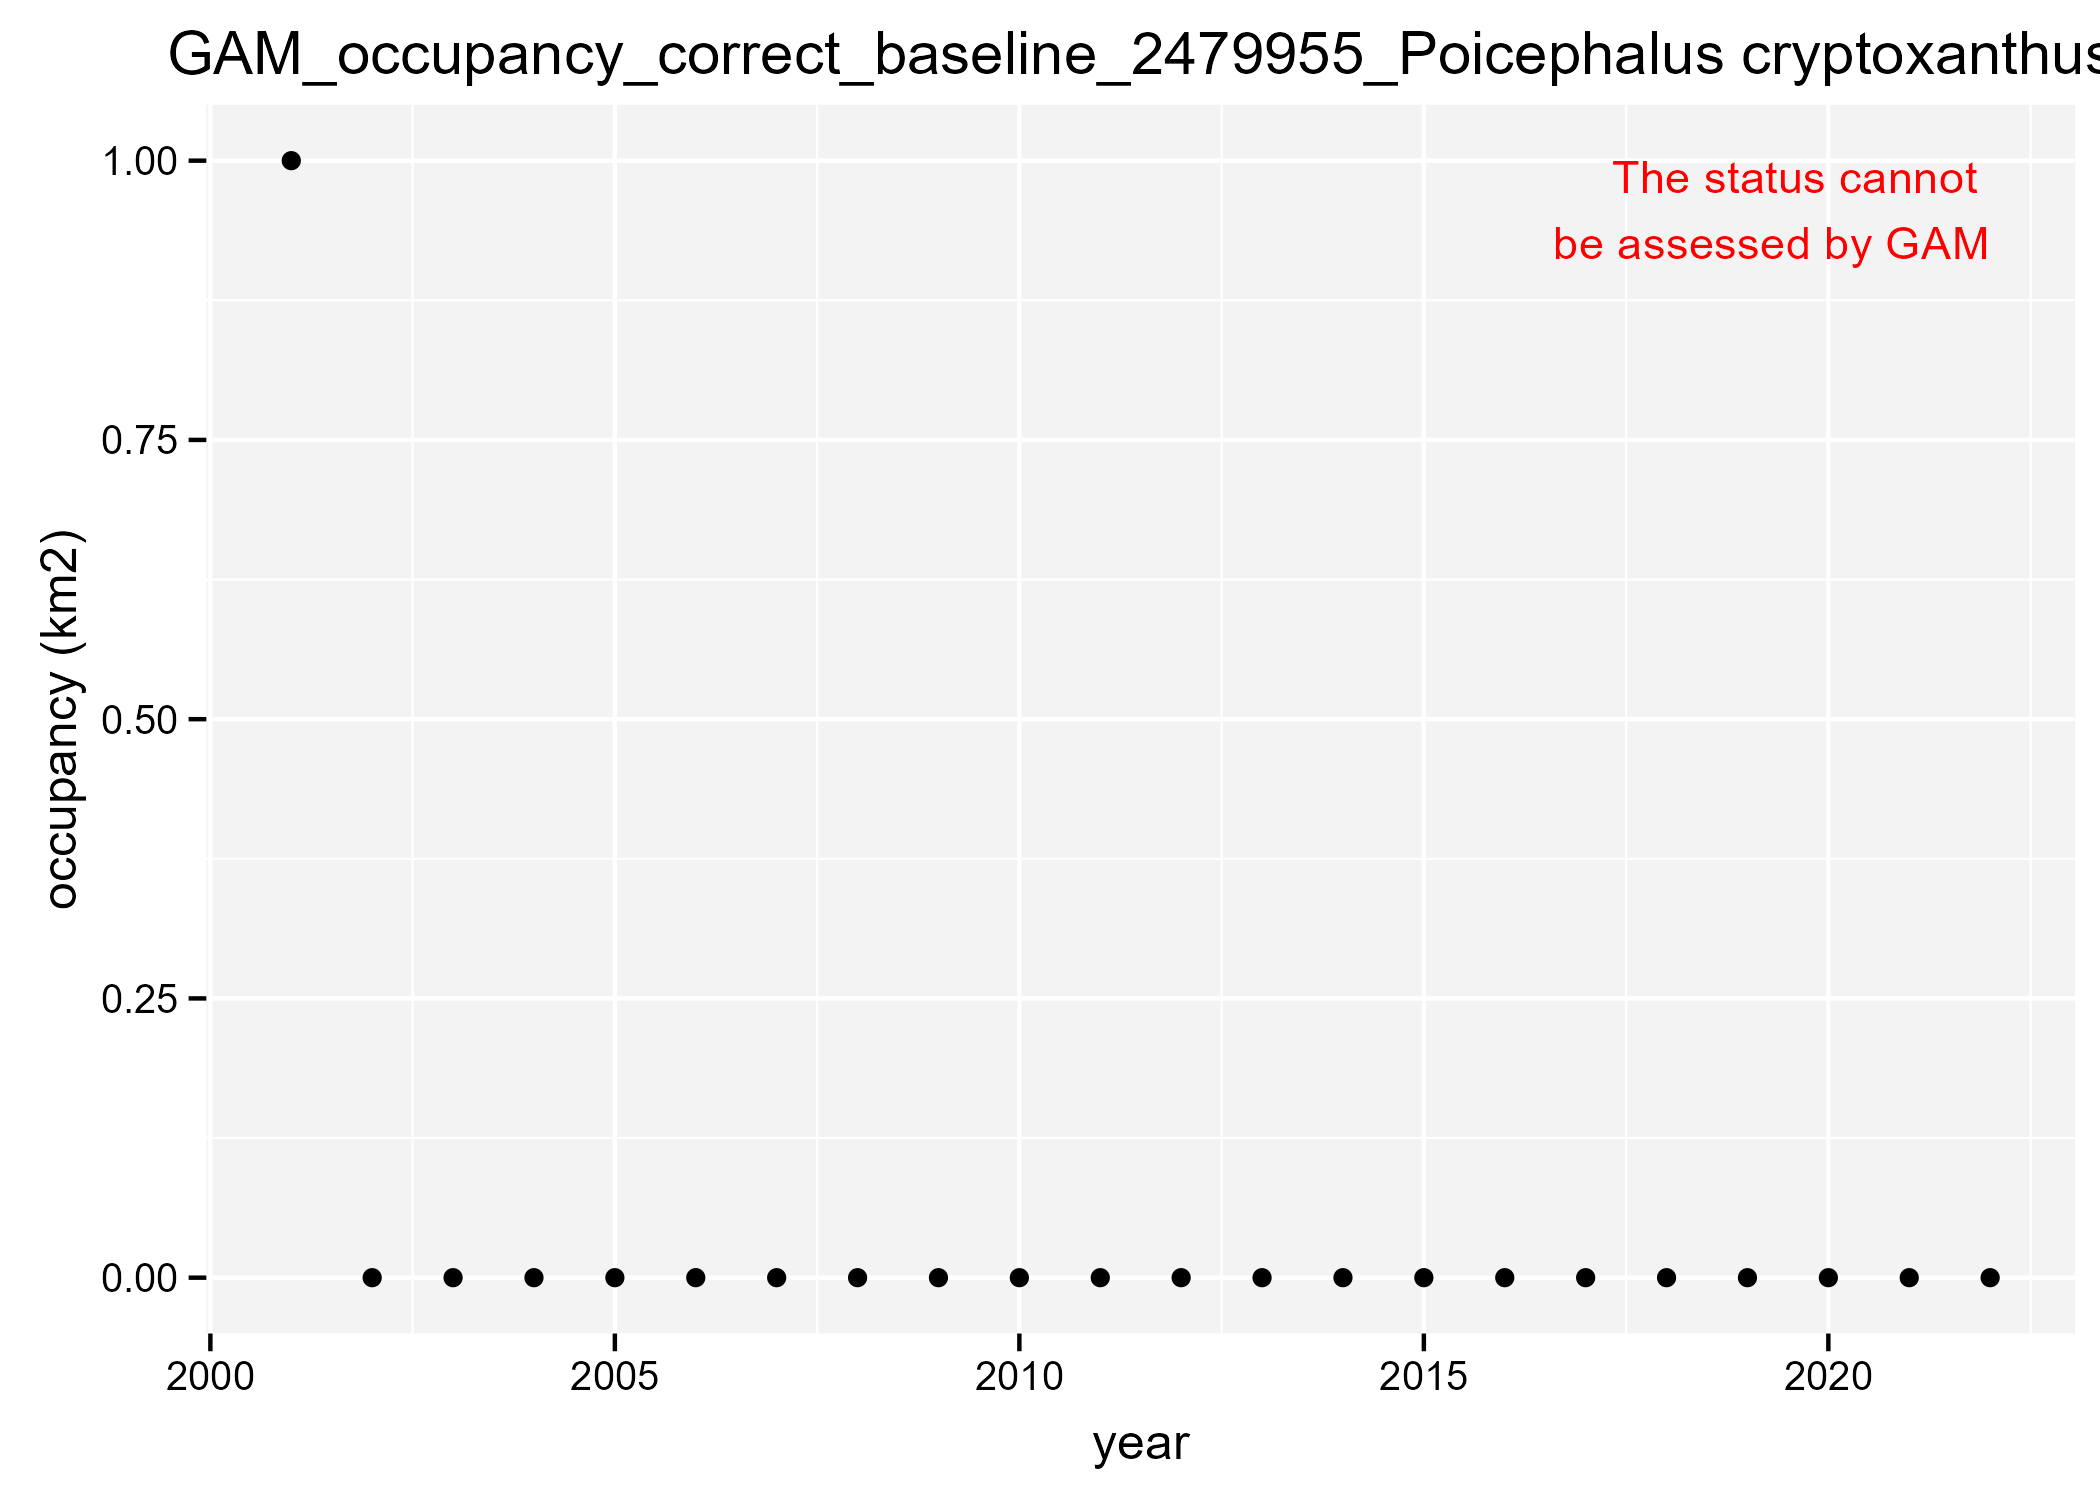 GAM_occupancy_correct_baseline_2479955_Poicephalus cryptoxanthus
The status cannot
be assessed by GAM
1.00
0.75
0.50
0.25
0.00
occupancy (km2)
2000 2005 2010 2015 2020
year